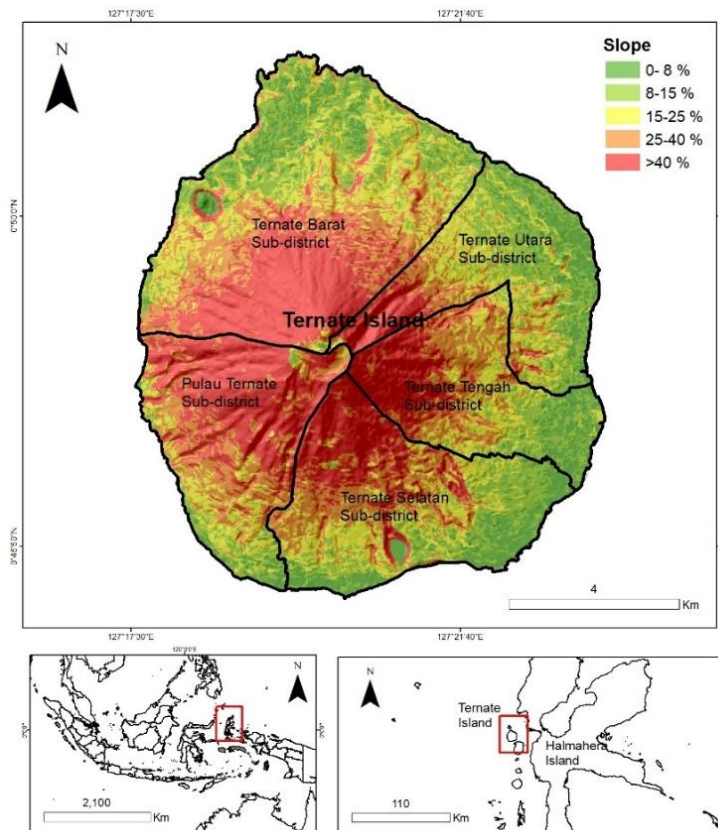 127°17'30"E
127°21'40"E
N
Slope
0- 8 %
8-15 %
15-25 %
25-40 %
>40 %
Ternate Barat
Sub-district
Ternate Utara
Sub-district
Ternate Island
Pulau Ternate
Sub-district
Ternate Tengah
Sub-district
Ternate Selatan
Sub-district
4
Km
127°17'30"E
127°21'40"E
N
2,100
Km
N
Ternate
Island
Halmahera
Island
110
Km